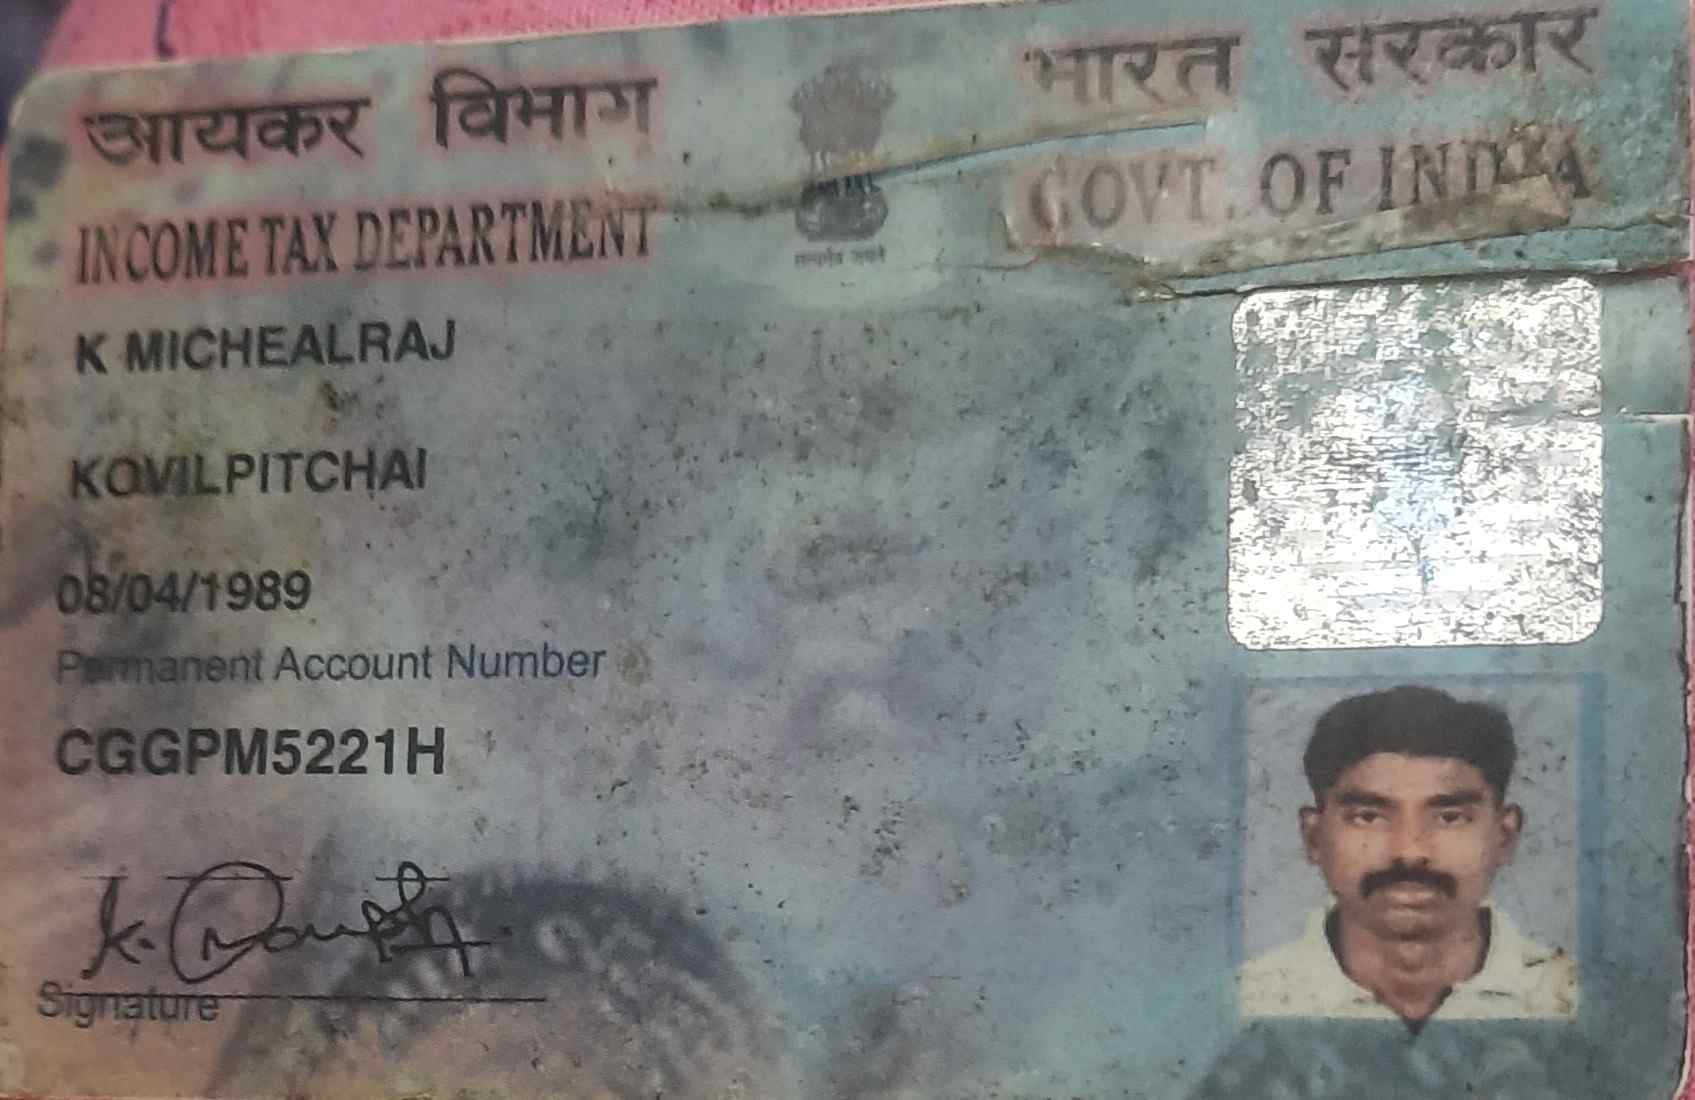 आयकर विभाग
INCOME TAX DEPARTMENT
भारत सरकार
GOVT. OF INDIA
सत्यमेव जयते
K MICHEALRAJ
KOVILPITCHAI
08/04/1989
Permanent Account Number
CGGPM5221H
Signature